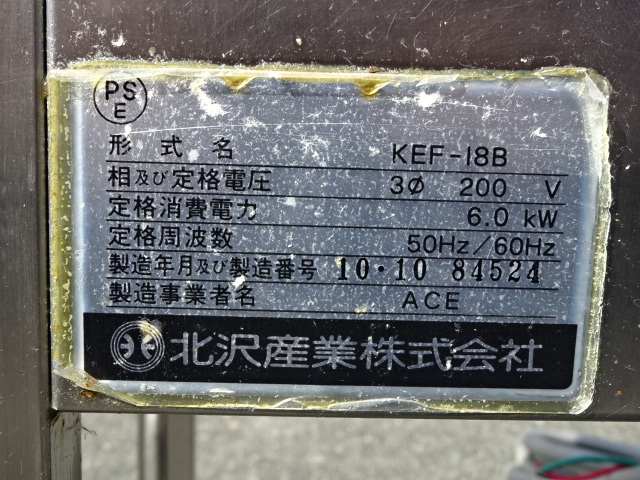 PS
E
形式名 KEF-18B
相及び定格電圧 3Φ 200 V
定格消費電力 6.0 kW
定格周波数 50Hz/60Hz
製造年月及び製造番号 10・10 84524
製造事業者名 ACE
北沢産業株式会社